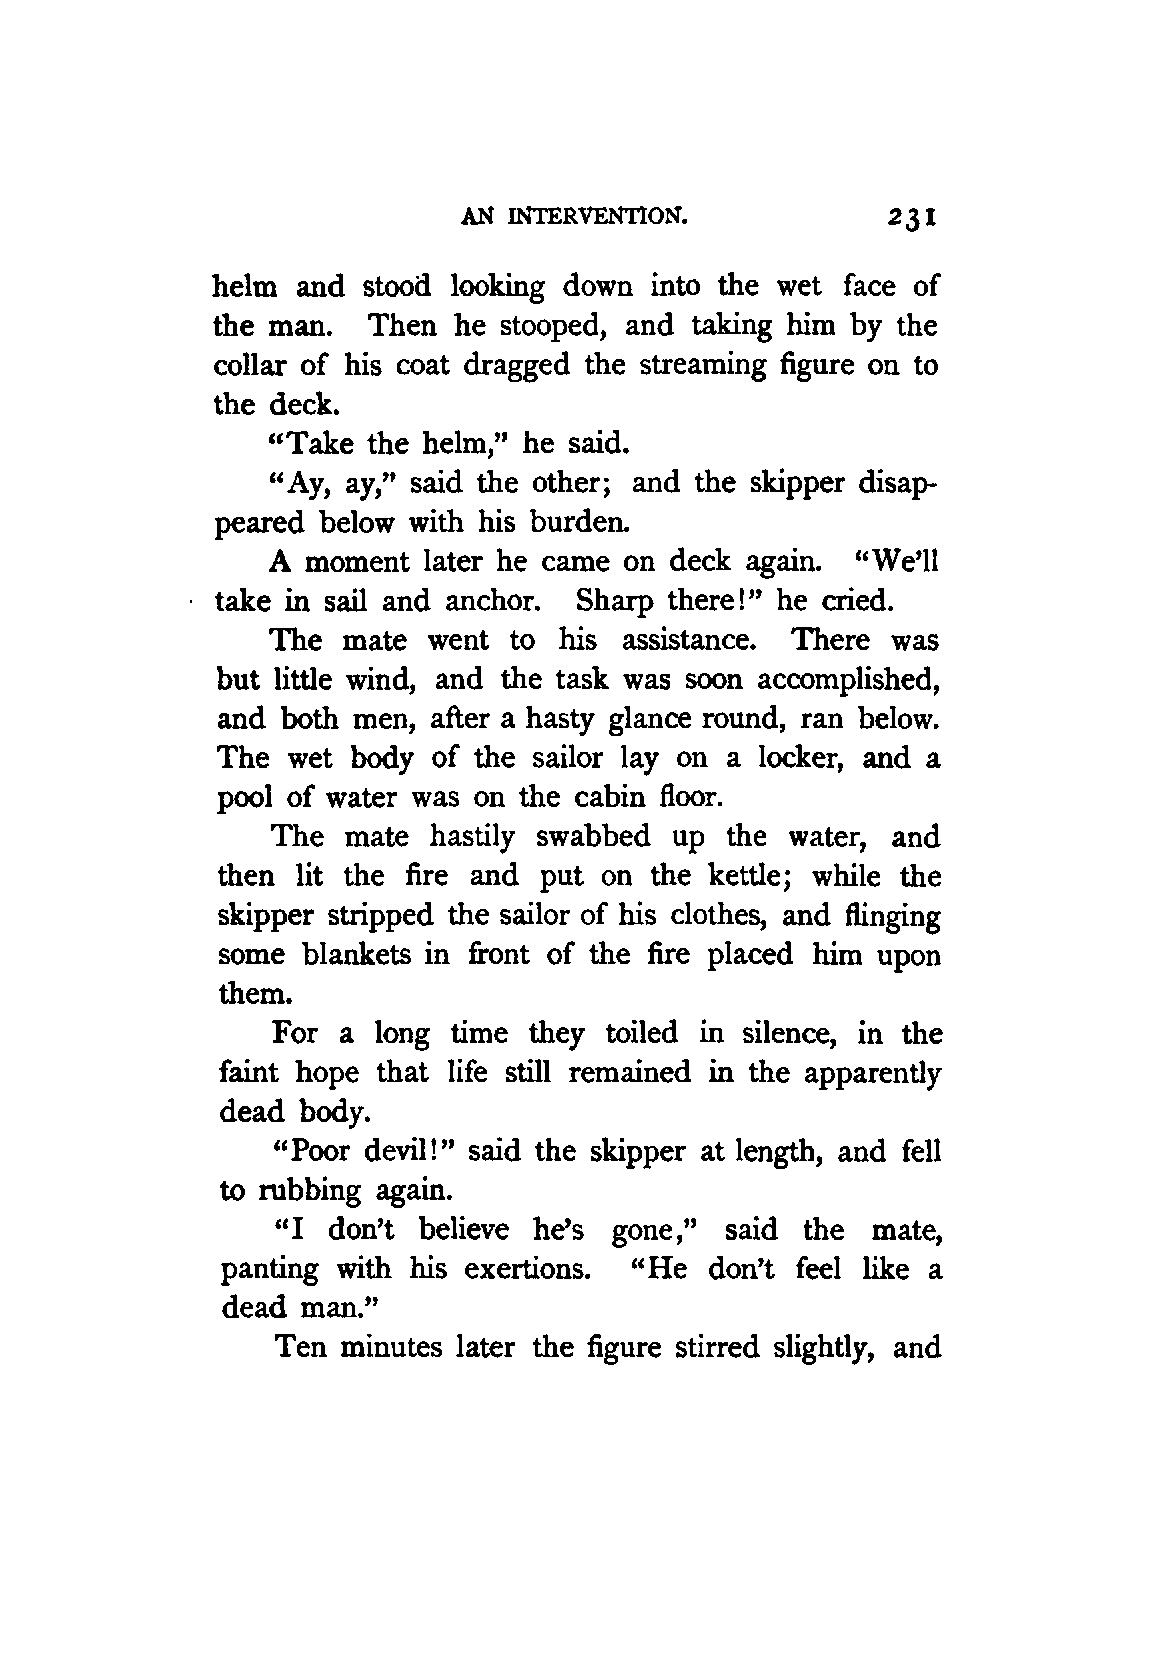 AN INTERVENTION. 231
helm and stood looking down into the wet face of
the man. Then he stooped, and taking him by the
collar of his coat dragged the streaming figure on to
the deck.
“Take the helm,” he said.
“Ay, ay,” said the other; and the skipper disap-
peared below with his burden.
A moment later he came on deck again. “We’ll
take in sail and anchor. Sharp there!” he cried.
The mate went to his assistance. There was
but little wind, and the task was soon accomplished,
and both men, after a hasty glance round, ran below.
The wet body of the sailor lay on a locker, and a
pool of water was on the cabin floor.
The mate hastily swabbed up the water, and
then lit the fire and put on the kettle; while the
skipper stripped the sailor of his clothes, and flinging
some blankets in front of the fire placed him upon
them.
For a long time they toiled in silence, in the
faint hope that life still remained in the apparently
dead body.
“Poor devil!” said the skipper at length, and fell
to rubbing again.
“I don’t believe he’s gone,” said the mate,
panting with his exertions. “He don’t feel like a
dead man.”
Ten minutes later the figure stirred slightly, and